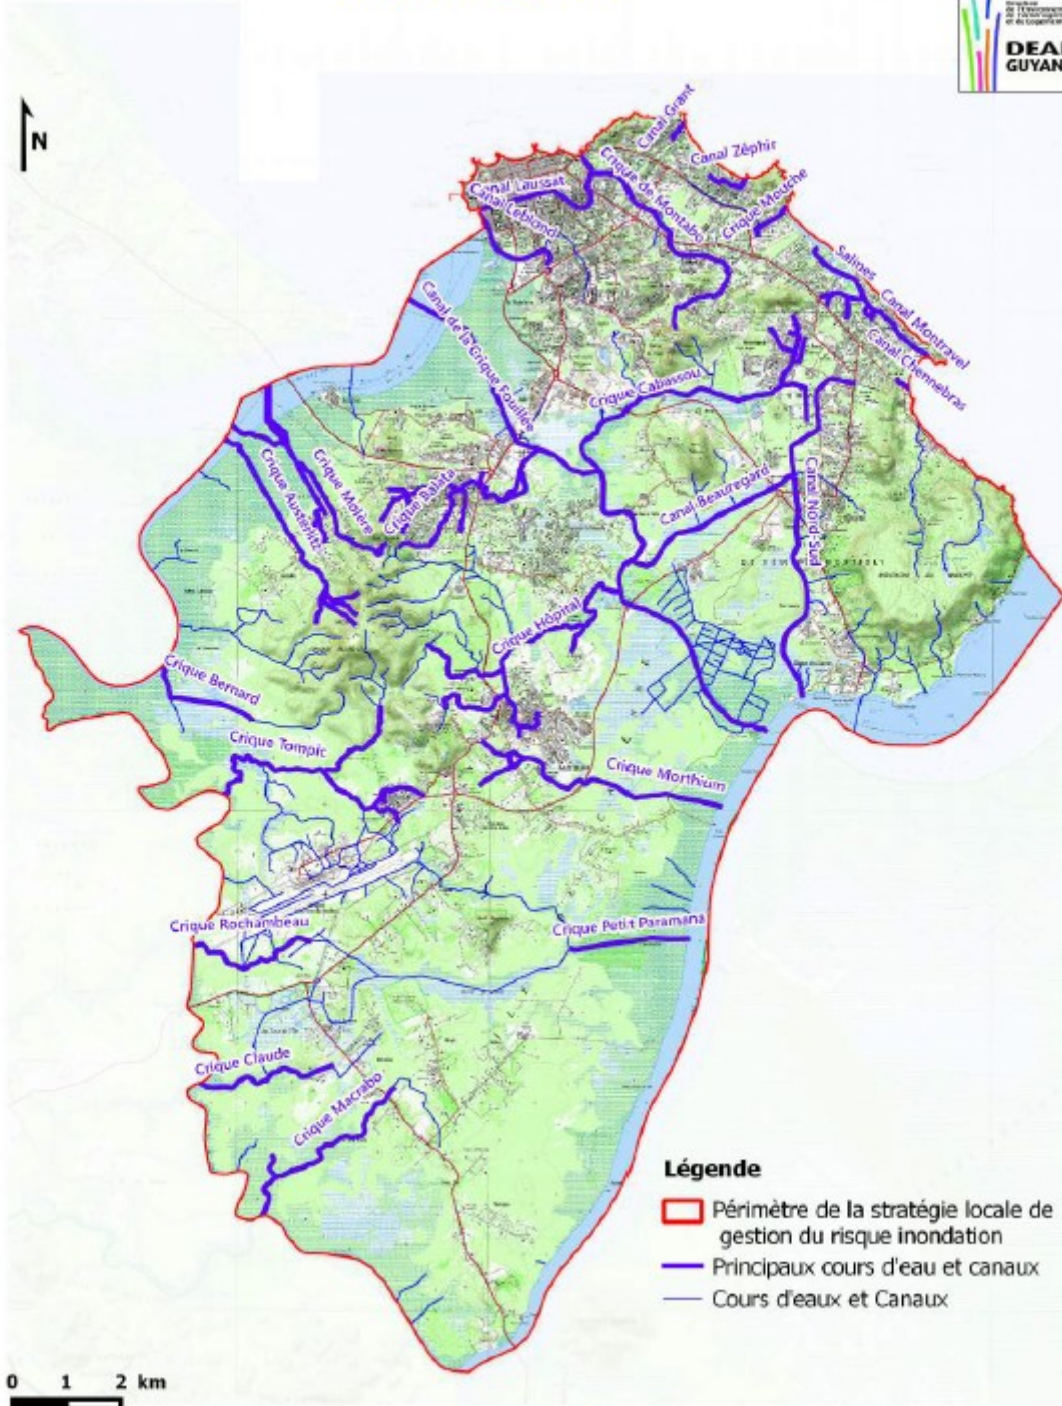 DEAL
GUYAN
N
Canal Grant
Canal Zéphir
Canal Laussat
Canal Leblond
Crique de Montabo
Crique Mouche
Salines
Canal Montravel
Canal Chennebras
Canal de la Crique Fouillée
Crique Cabassou
Crique Austerlitz
Crique Molère
Crique Balata
Canal Beauregard
Canal Nord-Sud
Crique Hôpital
Crique Bernard
Crique Tompic
Crique Morthium
Crique Rochambeau
Crique Petit Paramana
Crique Claude
Crique Macrabo
Légende
Périmètre de la stratégie locale de
gestion du risque inondation
Principaux cours d'eau et canaux
Cours d'eaux et Canaux
0 1 2 km